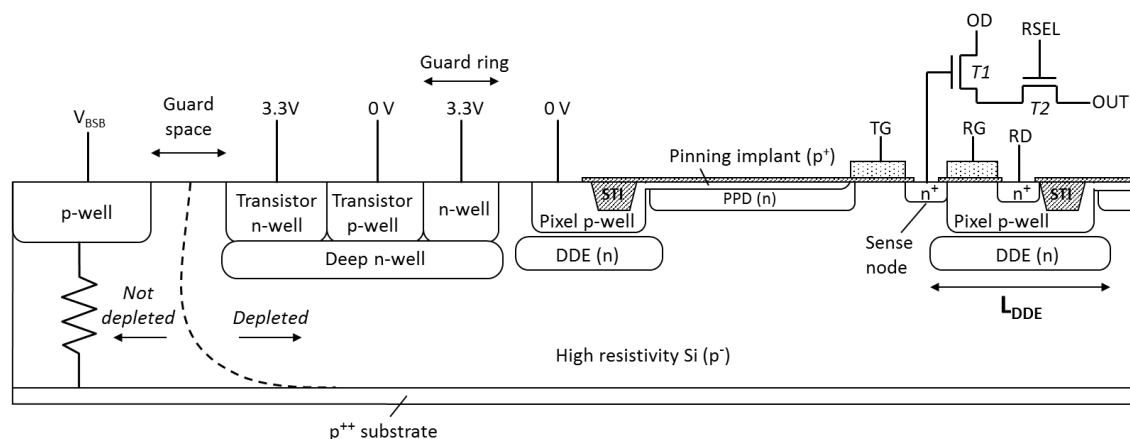 OD
RSEL
T1
T2
OUT
Guard ring
Guard
space
V_BSB
3.3V
0 V
3.3V
0 V
TG
RG
RD
Pinning implant (p⁺)
p-well
Transistor
n-well
Transistor
p-well
n-well
STI
PPD (n)
n⁺
n⁺
STI
Pixel p-well
Pixel p-well
Deep n-well
DDE (n)
Sense
node
DDE (n)
L_DDE
Not
depleted
Depleted
High resistivity Si (p⁻)
p⁺⁺ substrate